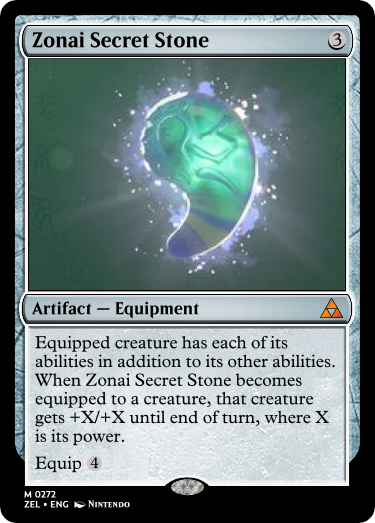 Zonai Secret Stone 3
Artifact — Equipment
Equipped creature has each of its
abilities in addition to its other abilities.
When Zonai Secret Stone becomes
equipped to a creature, that creature
gets +X/+X until end of turn, where X
is its power.
Equip 4
M 0272
ZEL • ENG Nintendo